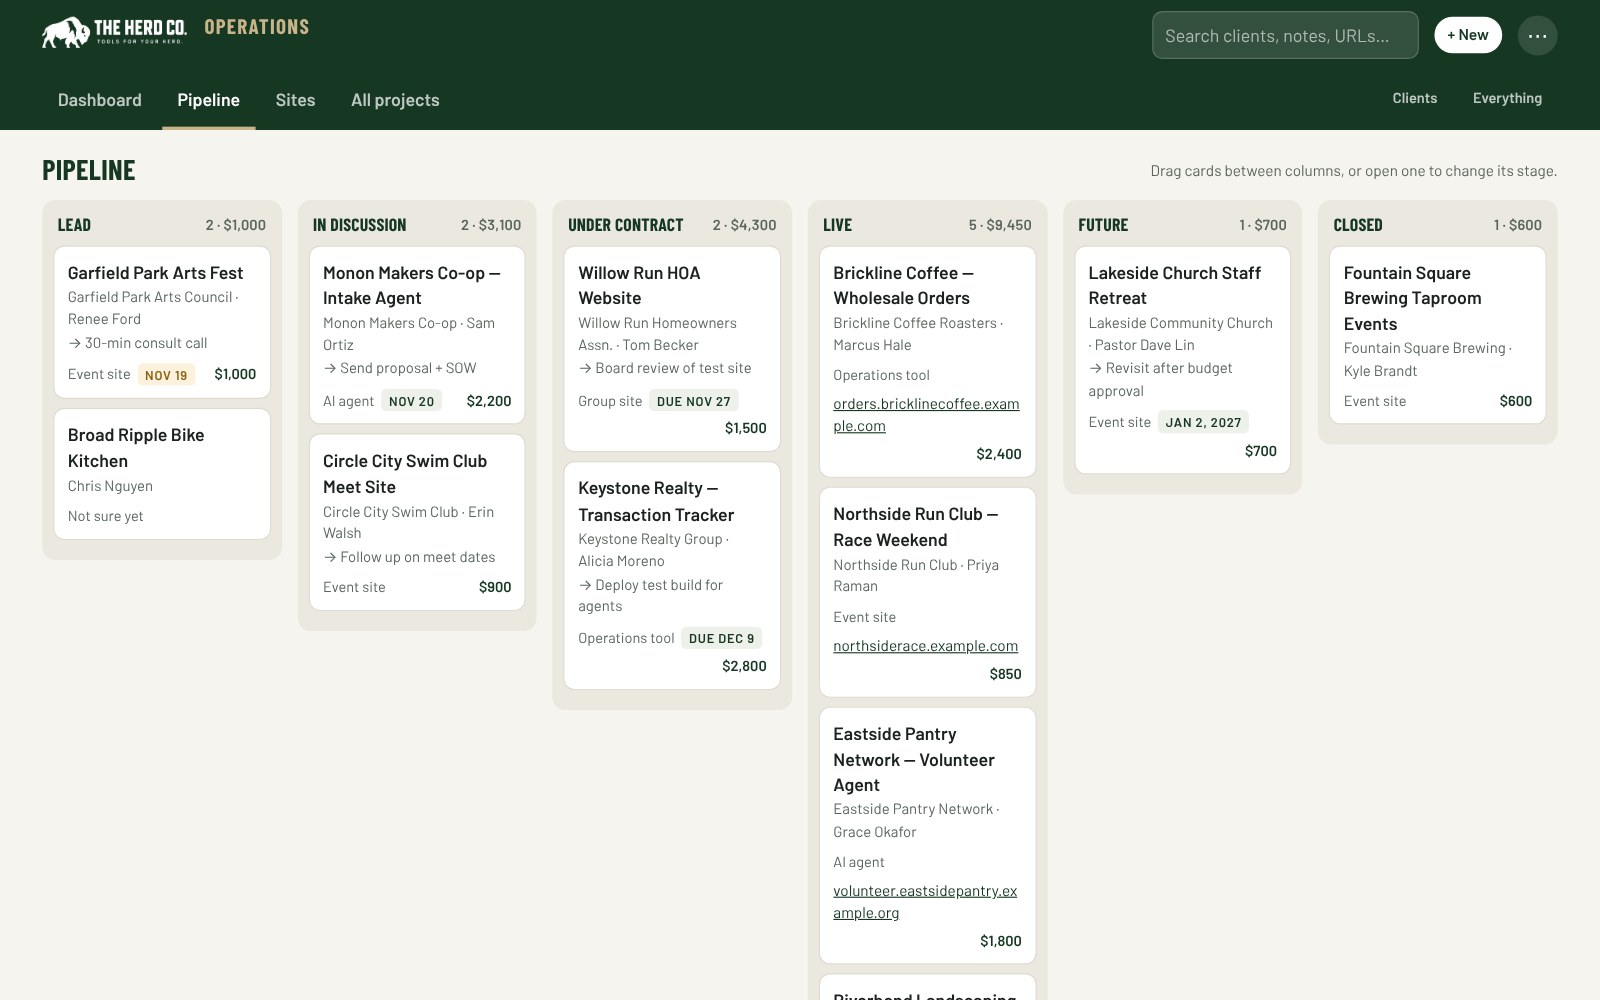 THE HERD CO.
TOOLS FOR YOUR HERD.
OPERATIONS
Search clients, notes, URLs...
+ New
...
Dashboard
Pipeline
Sites
All projects
Clients
Everything
PIPELINE
Drag cards between columns, or open one to change its stage.
LEAD
2 · $1,000
Garfield Park Arts Fest
Garfield Park Arts Council ·
Renee Ford
→ 30-min consult call
Event site NOV 19 $1,000
Broad Ripple Bike
Kitchen
Chris Nguyen
Not sure yet
IN DISCUSSION
2 · $3,100
Monon Makers Co-op —
Intake Agent
Monon Makers Co-op · Sam
Ortiz
→ Send proposal + SOW
AI agent NOV 20 $2,200
Circle City Swim Club
Meet Site
Circle City Swim Club · Erin
Walsh
→ Follow up on meet dates
Event site $900
UNDER CONTRACT
2 · $4,300
Willow Run HOA
Website
Willow Run Homeowners
Assn. · Tom Becker
→ Board review of test site
Group site DUE NOV 27
$1,500
Keystone Realty —
Transaction Tracker
Keystone Realty Group ·
Alicia Moreno
→ Deploy test build for
agents
Operations tool DUE DEC 9
$2,800
LIVE
5 · $9,450
Brickline Coffee —
Wholesale Orders
Brickline Coffee Roasters ·
Marcus Hale
Operations tool
orders.bricklinecoffee.exam
ple.com
$2,400
Northside Run Club —
Race Weekend
Northside Run Club · Priya
Raman
Event site
northsiderace.example.com
$850
Eastside Pantry
Network — Volunteer
Agent
Eastside Pantry Network ·
Grace Okafor
AI agent
volunteer.eastsidepantry.ex
ample.org
$1,800
Riverbend Landscaping
FUTURE
1 · $700
Lakeside Church Staff
Retreat
Lakeside Community Church
· Pastor Dave Lin
→ Revisit after budget
approval
Event site JAN 2, 2027
$700
CLOSED
1 · $600
Fountain Square
Brewing Taproom
Events
Fountain Square Brewing ·
Kyle Brandt
Event site $600